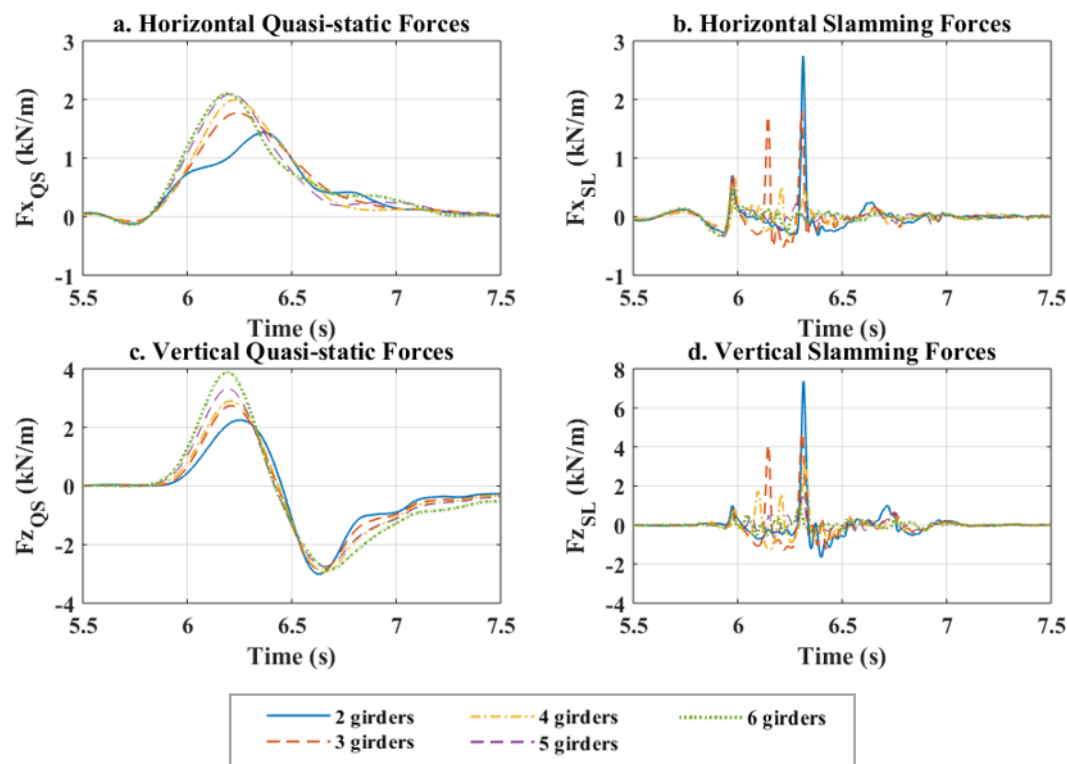 a. Horizontal Quasi-static Forces
3
2
1
0
-1
Fx_QS (kN/m)
5.5 6 6.5 7 7.5
Time (s)
b. Horizontal Slamming Forces
3
2
1
0
-1
Fx_SL (kN/m)
5.5 6 6.5 7 7.5
Time (s)
c. Vertical Quasi-static Forces
4
2
0
-2
-4
Fz_QS (kN/m)
5.5 6 6.5 7 7.5
Time (s)
d. Vertical Slamming Forces
8
6
4
2
0
-2
-4
Fz_SL (kN/m)
5.5 6 6.5 7 7.5
Time (s)
2 girders 4 girders 6 girders
3 girders 5 girders